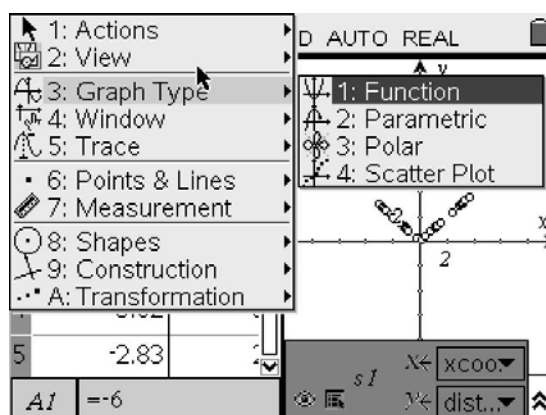 1: Actions
2: View
3: Graph Type
4: Window
5: Trace
6: Points & Lines
7: Measurement
8: Shapes
9: Construction
A: Transformation
D AUTO REAL
1: Function
2: Parametric
3: Polar
4: Scatter Plot
y
x
2
5 -2.83
A1 =-6
s1
x← xcoo...
y← dist...